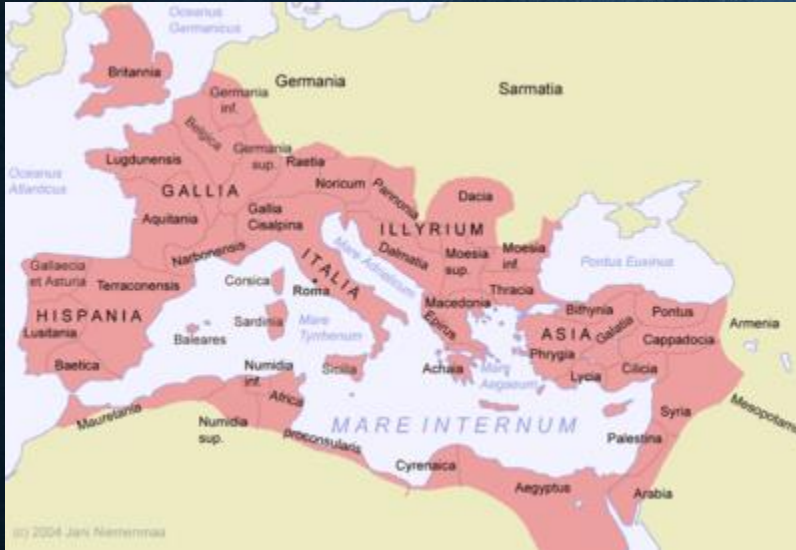 Oceanus
Germanicus
Britannia
Germania
Sarmatia
Germania
inf.
Belgica
Oceanus
Atlanticus
Lugdunensis
Germania
sup.
Raetia
GALLIA
Noricum
Pannonia
Dacia
Aquitania
Gallia
Cisalpina
ILLYRIUM
Narbonensis
ITALIA
Mare Adriaticum
Dalmatia
Moesia
sup.
Moesia
inf.
Pontus Euxinus
Gallaecia
et Asturia
Terraconensis
Corsica
Roma
Thracia
HISPANIA
Lusitania
Baleares
Sardinia
Mare
Tyrrhenum
Macedonia
Epirus
Bithynia
Pontus
Armenia
ASIA
Galatia
Cappadocia
Phrygia
Baetica
Numidia
inf.
Sicilia
Achaia
Mare
Aegaeum
Lycia
Cilicia
Mauretania
Numidia
sup.
Africa
proconsularis
MARE INTERNUM
Syria
Mesopotamia
Palestina
Cyrenaica
Aegyptus
Arabia
(c) 2004 Jani Niemenmaa